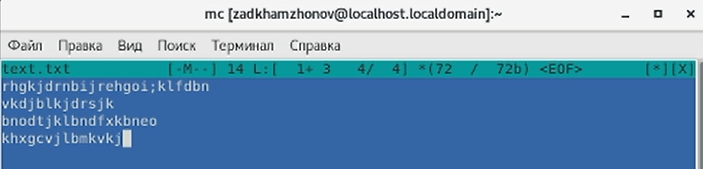 mc [zadkhamzhonov@localhost.localdomain]:~
Файл Правка Вид Поиск Терминал Справка
text.txt [-M--] 14 L:[ 1+ 3 4/ 4] *(72 / 72b) <EOF> [*][X]
rhgkjdrnbijrehgoi;klfdbn
vkdjblkjdrsjk
bnodtjklbndfxkbneo
khxgcvjlbmkvkj